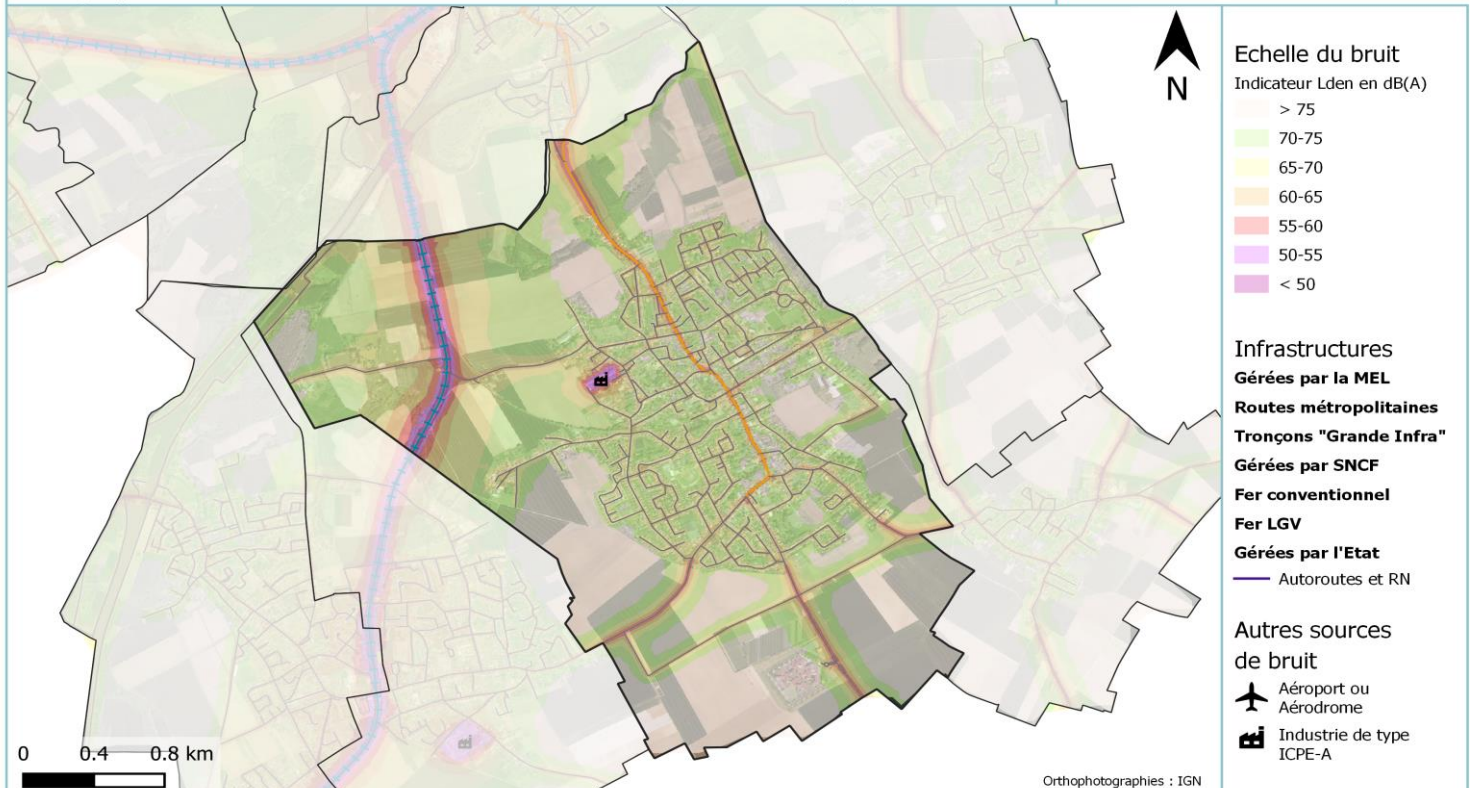 N
0 0.4 0.8 km
Orthophotographies : IGN
Echelle du bruit
Indicateur Lden en dB(A)
> 75
70-75
65-70
60-65
55-60
50-55
< 50
Infrastructures
Gérées par la MEL
Routes métropolitaines
Tronçons "Grande Infra"
Gérées par SNCF
Fer conventionnel
Fer LGV
Gérées par l'Etat
Autoroutes et RN
Autres sources
de bruit
Aéroport ou
Aérodrome
Industrie de type
ICPE-A